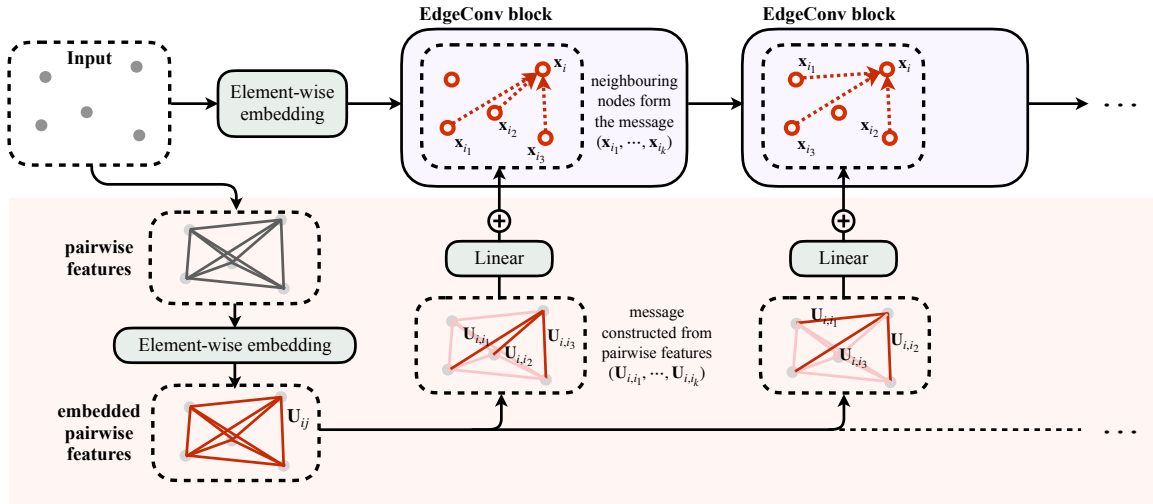 EdgeConv block
EdgeConv block
Input
Element-wise
embedding
x_i
x_{i_1}
x_{i_2}
x_{i_3}
neighbouring
nodes form
the message
(x_{i_1}, ⋯, x_{i_k})
x_{i_1}
x_i
x_{i_2}
x_{i_3}
. . .
pairwise
features
+
+
Linear
Linear
Element-wise embedding
U_{i,i_1}
U_{i,i_2}
U_{i,i_3}
message
constructed from
pairwise features
(U_{i,i_1}, ⋯, U_{i,i_k})
U_{i,i_1}
U_{i,i_2}
U_{i,i_3}
embedded
pairwise
features
U_{ij}
. . .